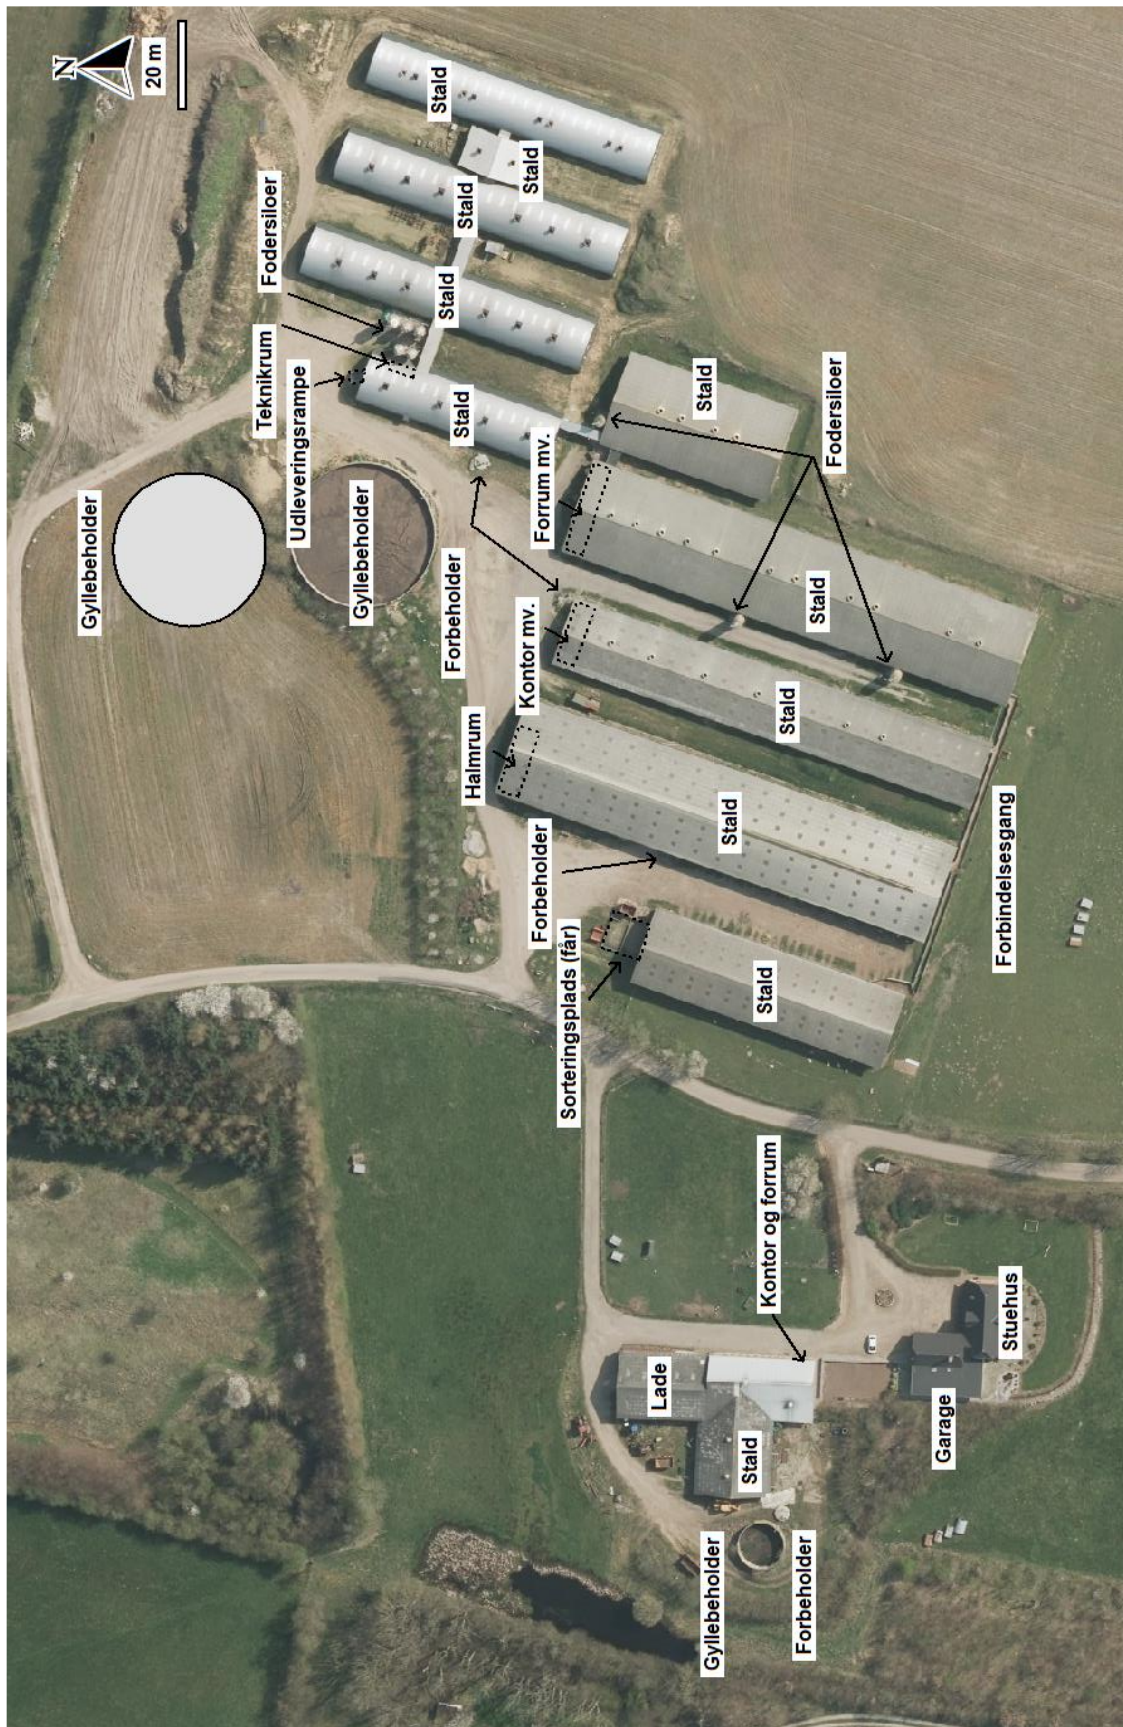 N
20 m
Gyllebeholder
Fodersiloer
Teknikrum
Udleveringsrampe
Gyllebeholder
Stald
Stald
Forbeholder
Stald
Stald
Halmrum
Kontor mv.
Stald
Forrum mv.
Forbeholder
Sorteringsplads (får)
Lade
Stald
Gyllebeholder
Stald
Stald
Stald
Kontor og forrum
Stald
Forbeholder
Stald
Fodersiloer
Garage
Forbindelsesgang
Stuehus